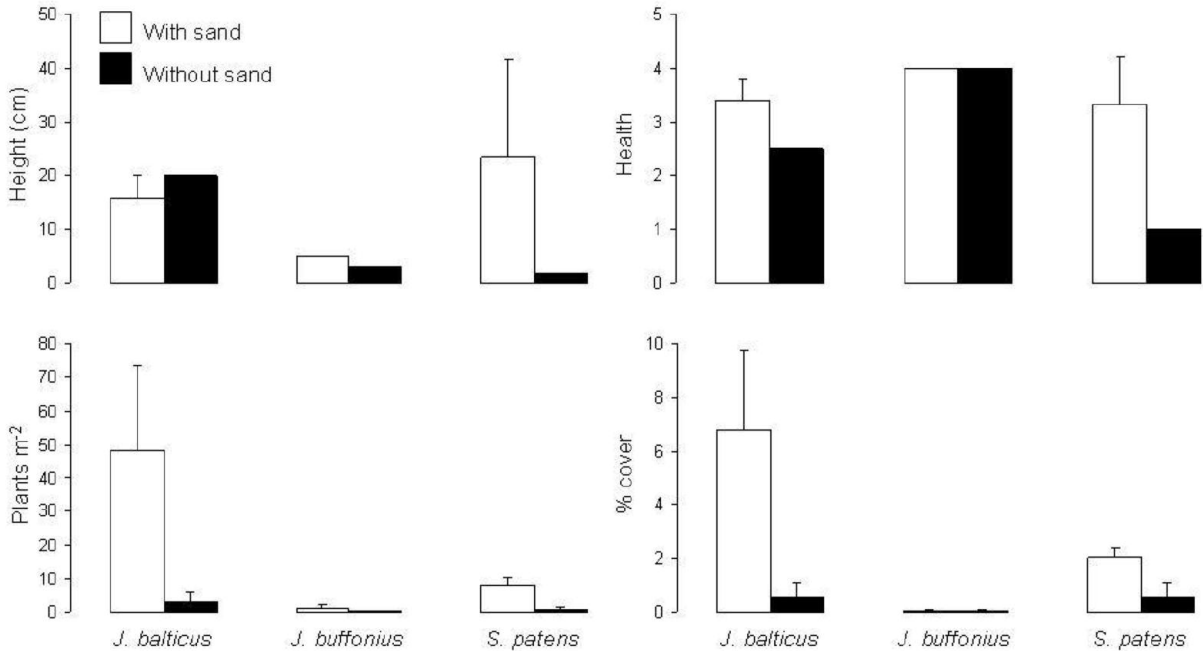 50
40
30
20
10
0
Height (cm)
With sand
Without sand
5
4
3
2
1
0
Health
80
70
60
50
40
30
20
10
0
Plants m⁻²
J. balticus
J. buffonius
S. patens
10
8
6
4
2
0
% cover
J. balticus
J. buffonius
S. patens